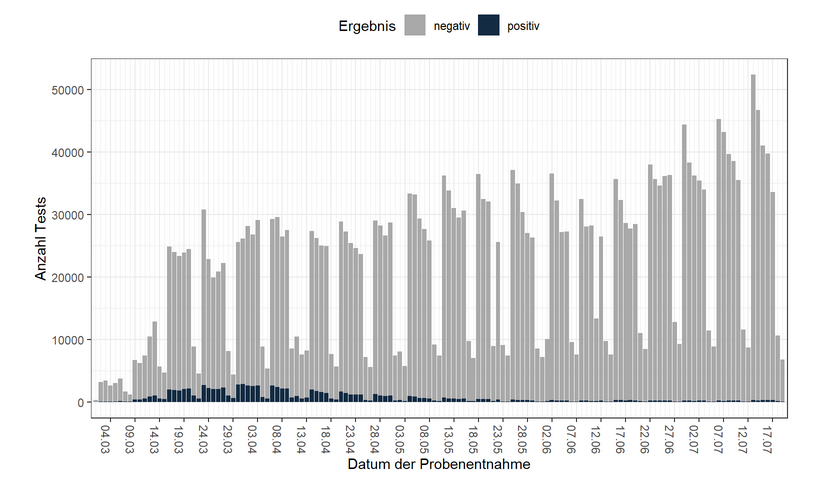 Ergebnis negativ positiv
Anzahl Tests
50000
40000
30000
20000
10000
0
04.03 09.03 14.03 19.03 24.03 29.03 03.04 08.04 13.04 18.04 23.04 28.04 03.05 08.05 13.05 18.05 23.05 28.05 02.06 07.06 12.06 17.06 22.06 27.06 02.07 07.07 12.07 17.07
Datum der Probenentnahme